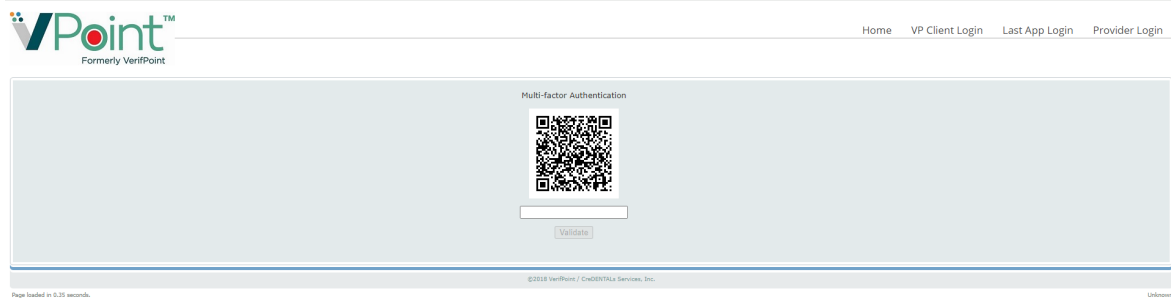 VPoint™
Formerly VerifPoint
Home VP Client Login Last App Login Provider Login
Multi-factor Authentication
Validate
©2018 VerifPoint / CreDENTALs Services, Inc.
Page loaded in 0.35 seconds.
Unknown